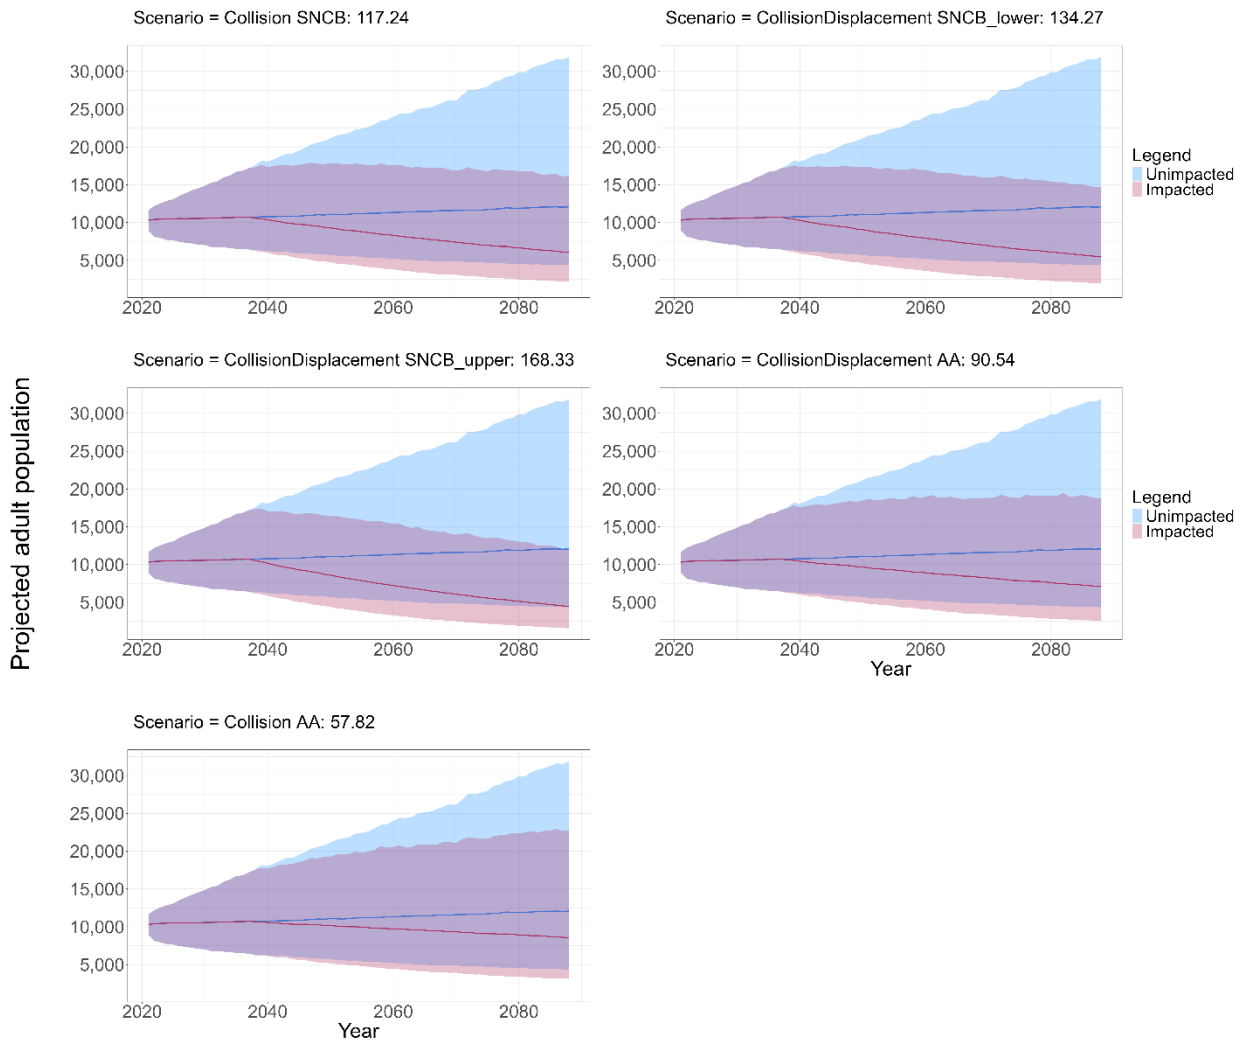 Scenario = Collision SNCB: 117.24
Scenario = CollisionDisplacement SNCB_lower: 134.27
30,000
25,000
20,000
15,000
10,000
5,000
2020 2040 2060 2080
30,000
25,000
20,000
15,000
10,000
5,000
2020 2040 2060 2080
Legend
Unimpacted
Impacted
Projected adult population
Scenario = CollisionDisplacement SNCB_upper: 168.33
Scenario = CollisionDisplacement AA: 90.54
30,000
25,000
20,000
15,000
10,000
5,000
2020 2040 2060 2080
30,000
25,000
20,000
15,000
10,000
5,000
2020 2040 2060 2080
Year
Legend
Unimpacted
Impacted
Scenario = Collision AA: 57.82
30,000
25,000
20,000
15,000
10,000
5,000
2020 2040 2060 2080
Year